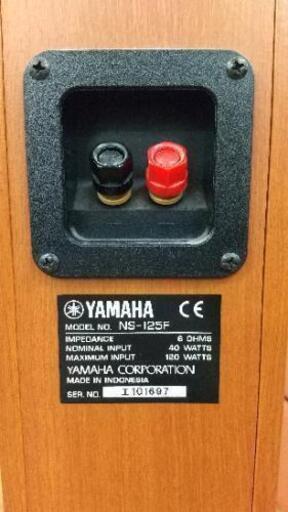 YAMAHA CE
MODEL NO. NS-125F
IMPEDANCE 6 OHMS
NOMINAL INPUT 40 WATTS
MAXIMUM INPUT 120 WATTS
YAMAHA CORPORATION
MADE IN INDONESIA
SER. NO. I101697